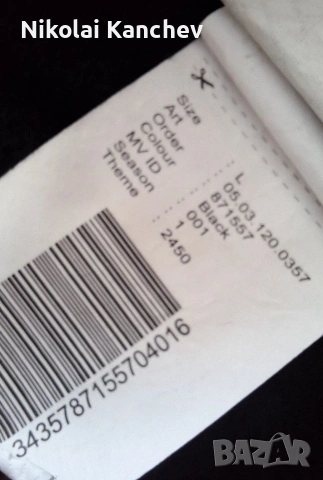 Nikolai Kanchev
Size : L
Art : 05.03.120.0357
Order : 871557
Colour : Black
MV ID : 001
Season : 1
Theme : 2450
3435787155704016
BAZAR